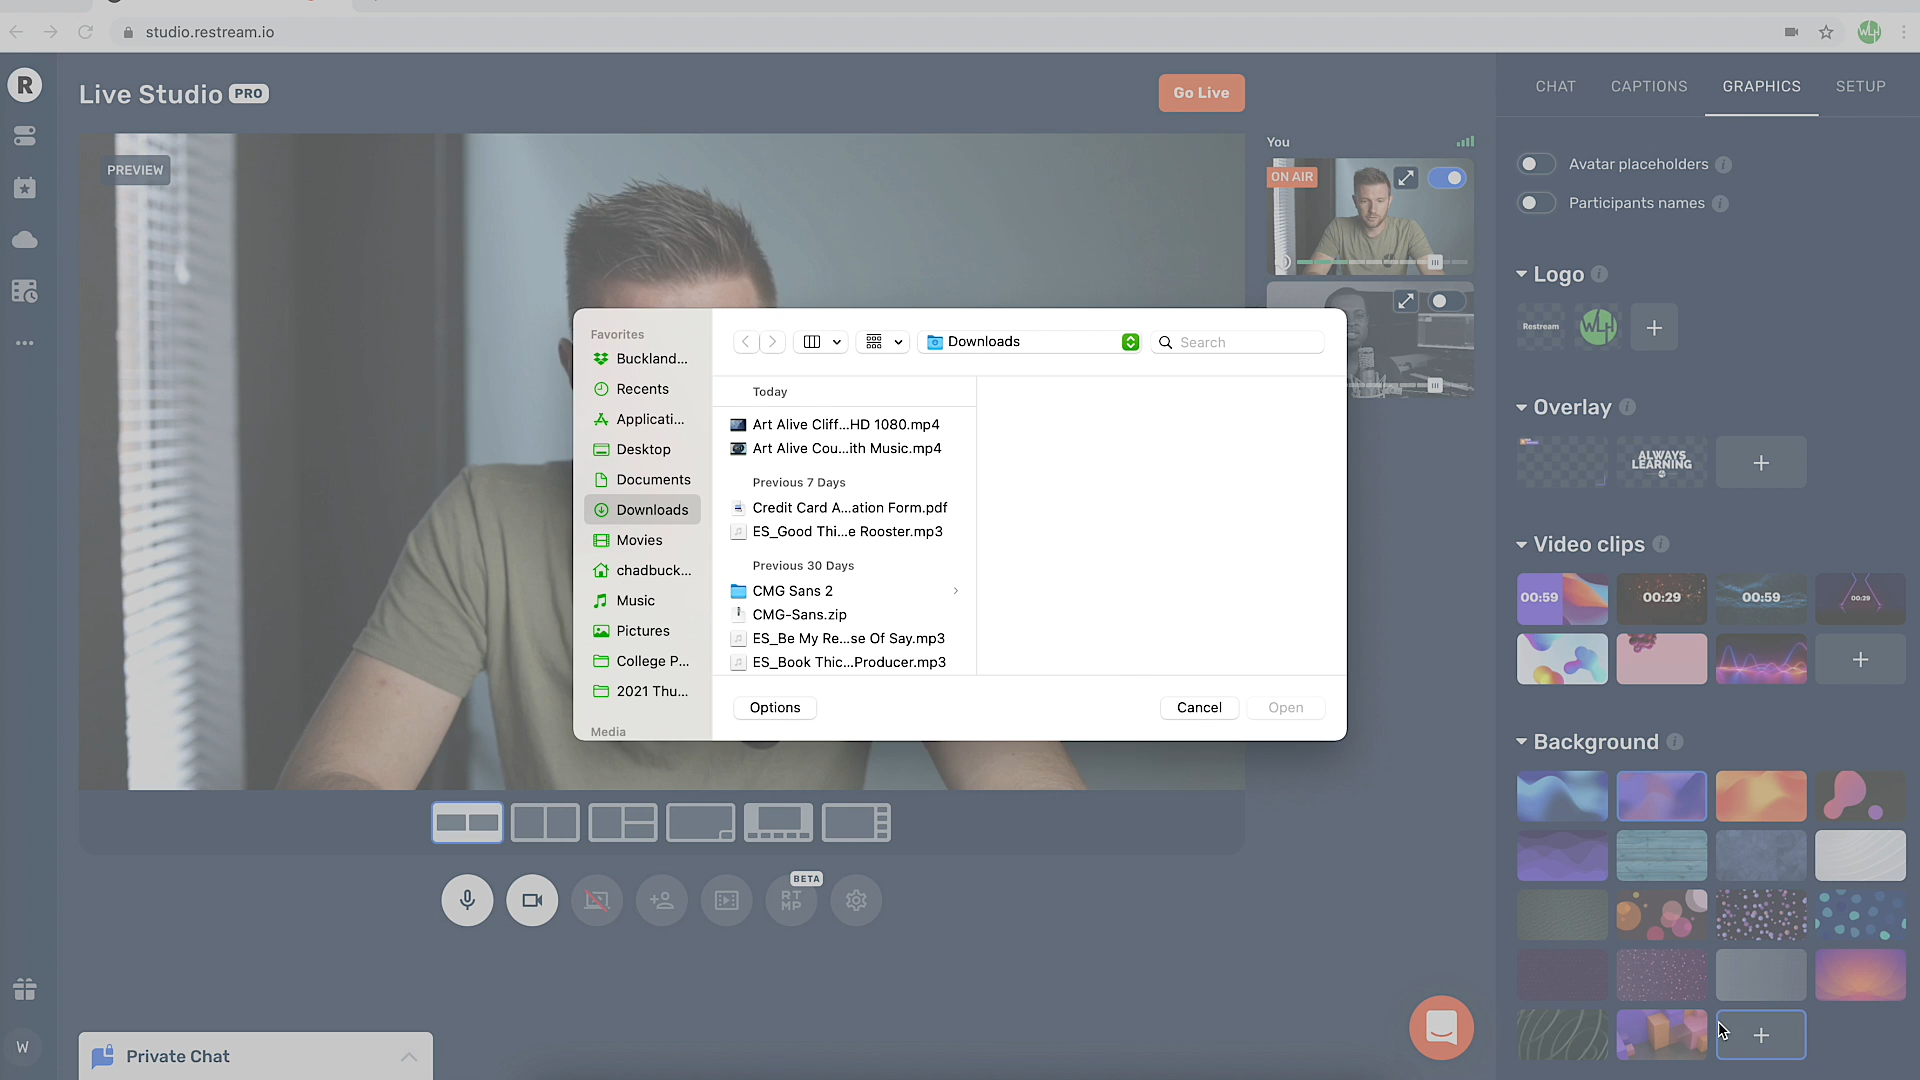 studio.restream.io
WLH
R
Live Studio PRO
Go Live
CHAT
CAPTIONS
GRAPHICS
SETUP
PREVIEW
You
ON AIR
Avatar placeholders
Participants names
Logo
Restream
WLH
Overlay
ALWAYS
LEARNING
Video clips
00:59
00:29
00:59
00:29
Background
Favorites
Buckland...
Recents
Applicati...
Desktop
Documents
Downloads
Movies
chadbuck...
Music
Pictures
College P...
2021 Thu...
Media
Downloads
Search
Today
Art Alive Cliff...HD 1080.mp4
Art Alive Cou...ith Music.mp4
Previous 7 Days
Credit Card A...ation Form.pdf
ES_Good Thi...e Rooster.mp3
Previous 30 Days
CMG Sans 2
CMG-Sans.zip
ES_Be My Re...se Of Say.mp3
ES_Book Thic...Producer.mp3
Options
Cancel
Open
BETA
RT
MP
W
Private Chat